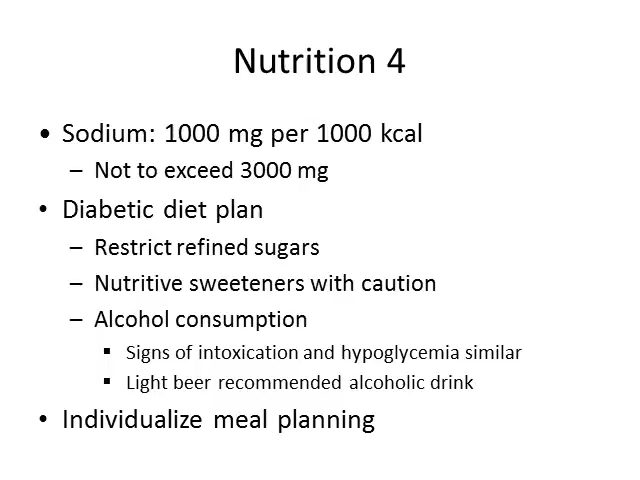 Nutrition 4
• Sodium: 1000 mg per 1000 kcal
– Not to exceed 3000 mg
• Diabetic diet plan
– Restrict refined sugars
– Nutritive sweeteners with caution
– Alcohol consumption
▪ Signs of intoxication and hypoglycemia similar
▪ Light beer recommended alcoholic drink
• Individualize meal planning